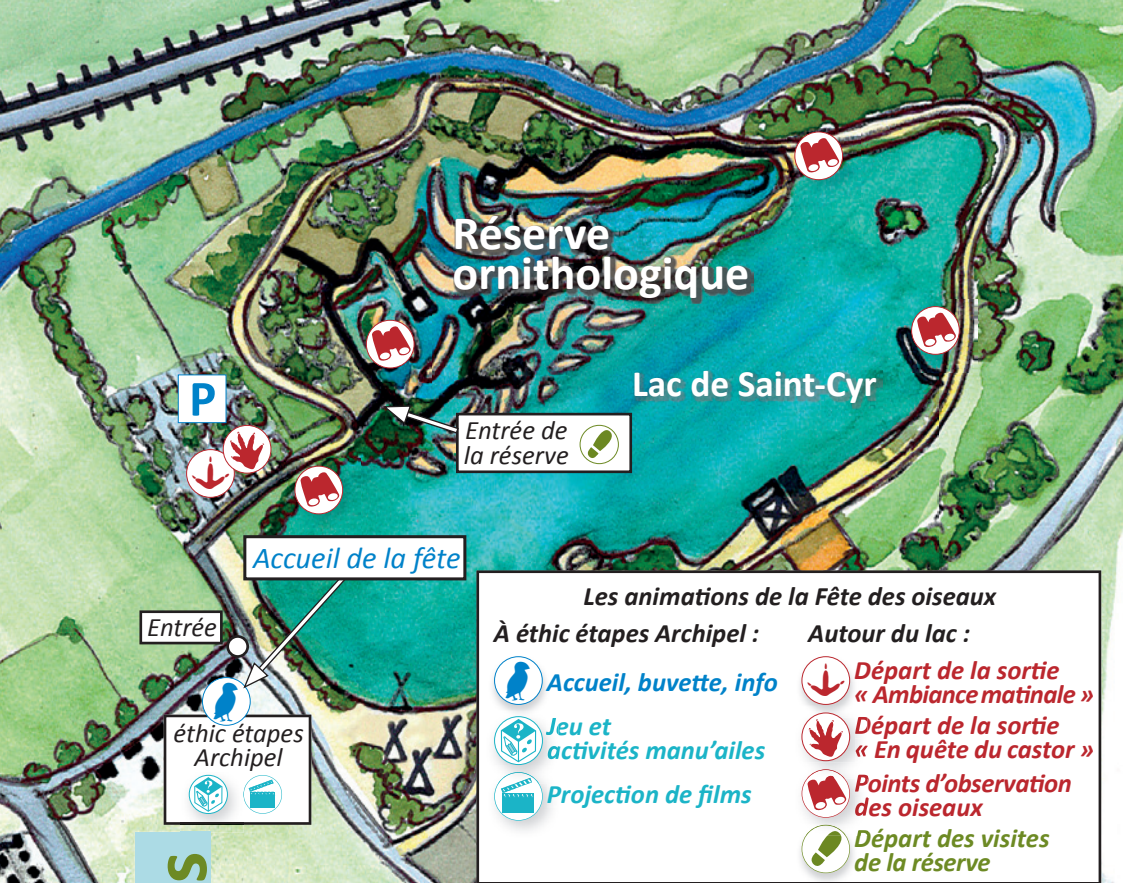 Réserve
ornithologique
Lac de Saint-Cyr
P
Entrée de
la réserve
Accueil de la fête
Entrée
éthic étapes
Archipel
Les animations de la Fête des oiseaux
À éthic étapes Archipel :
Accueil, buvette, info
Jeu et
activités manu'ailes
Projection de films
Autour du lac :
Départ de la sortie
« Ambiance matinale »
Départ de la sortie
« En quête du castor »
Points d'observation
des oiseaux
Départ des visites
de la réserve
S